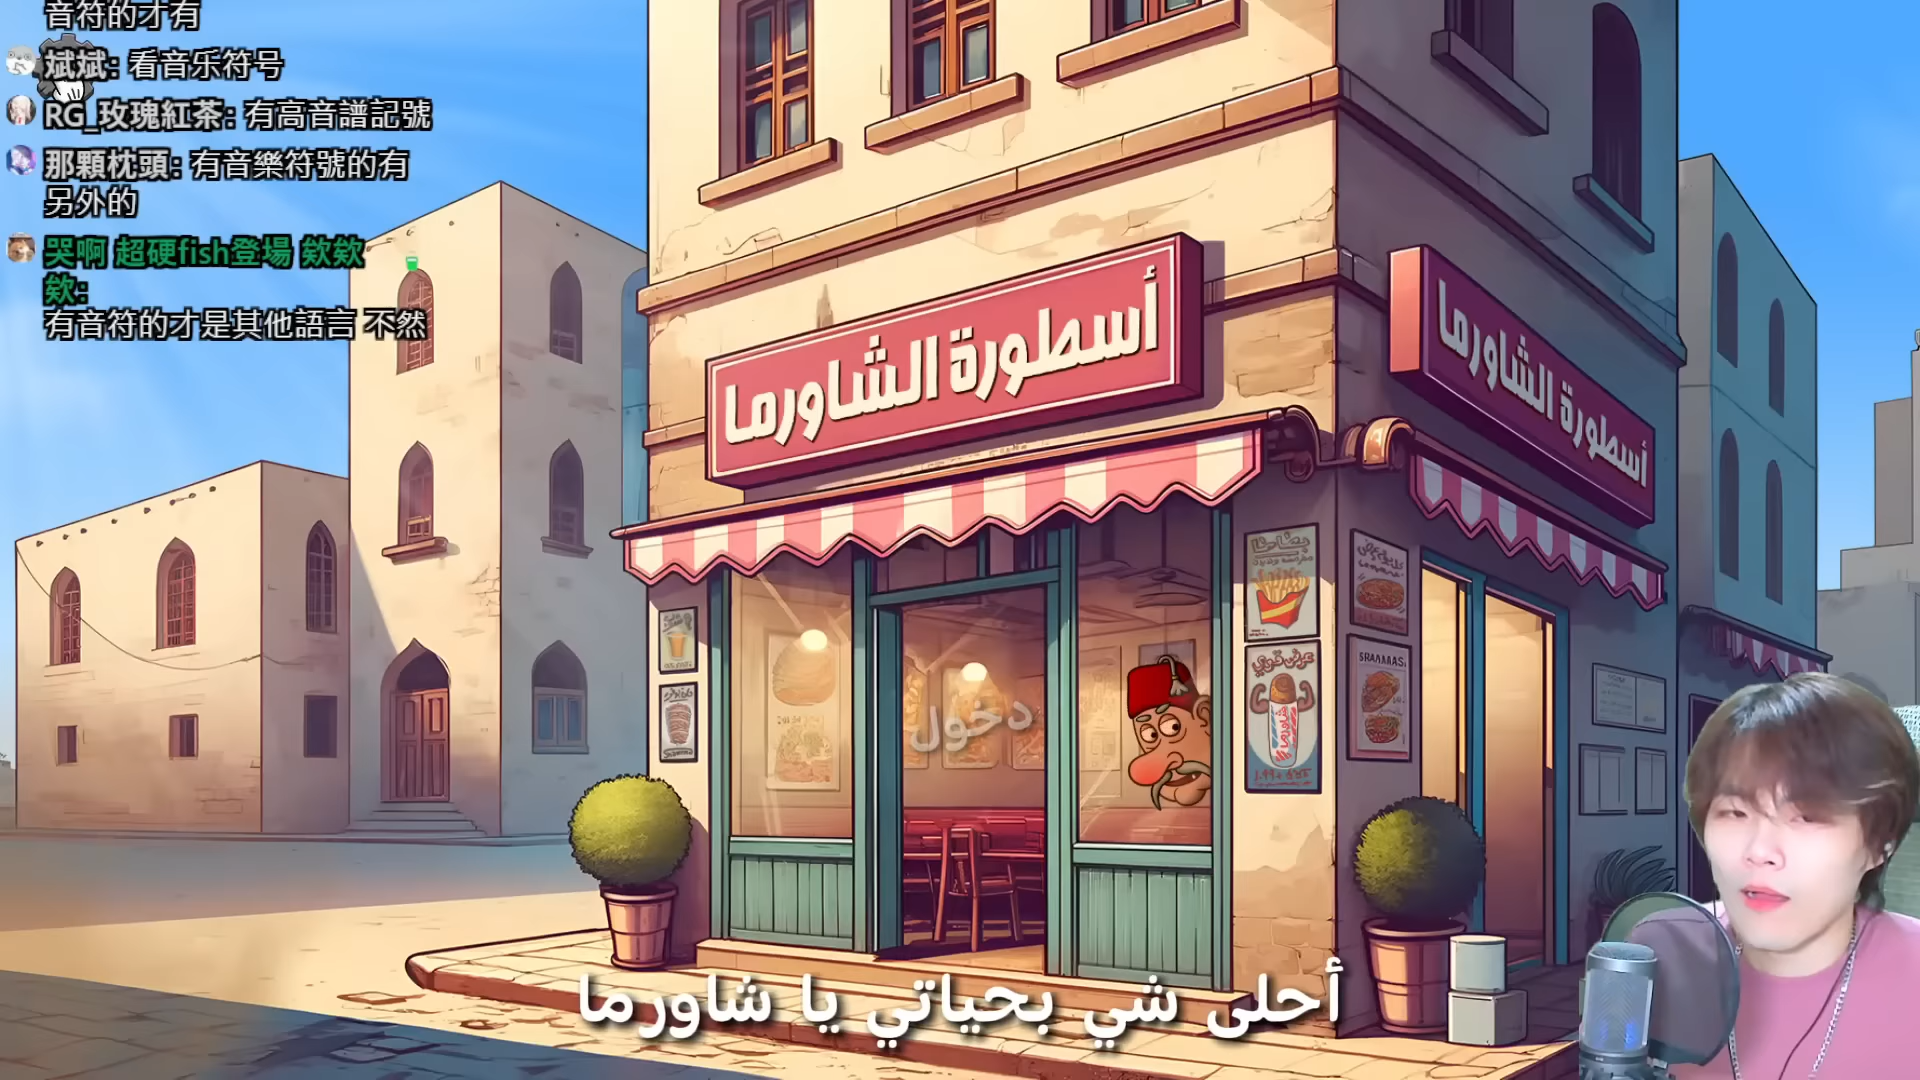 音符的才有
斌斌: 看音乐符号
RG_玫瑰紅茶: 有高音譜記號
那顆枕頭: 有音樂符號的有
另外的
哭啊 超硬fish登場 欸欸
欸:
有音符的才是其他語言 不然
أسطورة الشاورما
أسطورة الشاورما
دخول
أحلى شي بحياتي يا شاورما